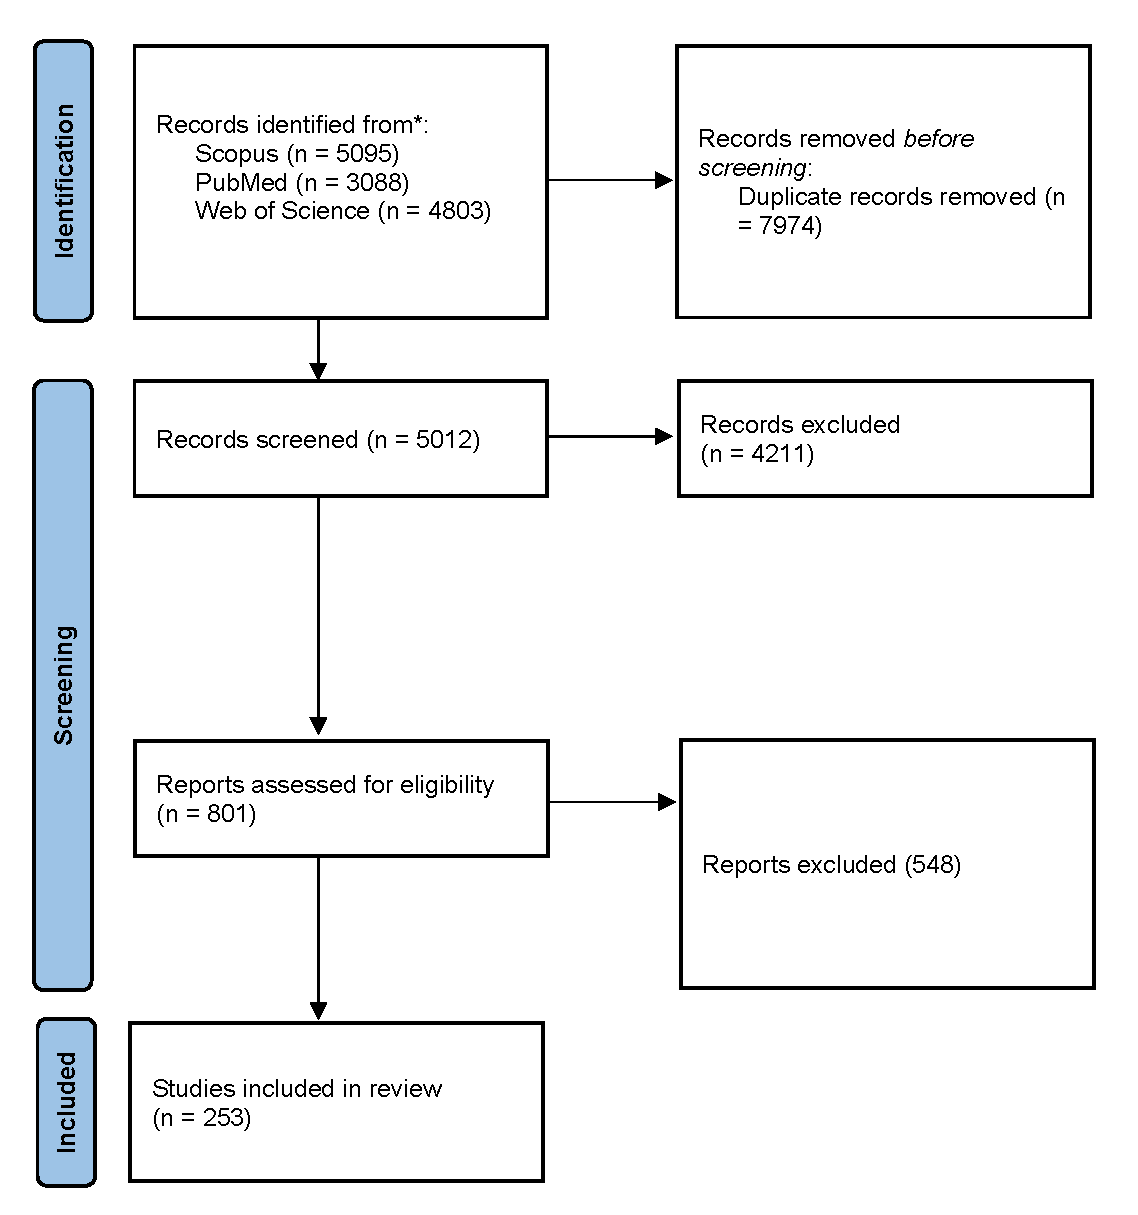 Identification
Records identified from*:
Scopus (n = 5095)
PubMed (n = 3088)
Web of Science (n = 4803)
Records removed before
screening:
Duplicate records removed (n
= 7974)
Screening
Records screened (n = 5012)
Records excluded
(n = 4211)
Reports assessed for eligibility
(n = 801)
Reports excluded (548)
Included
Studies included in review
(n = 253)